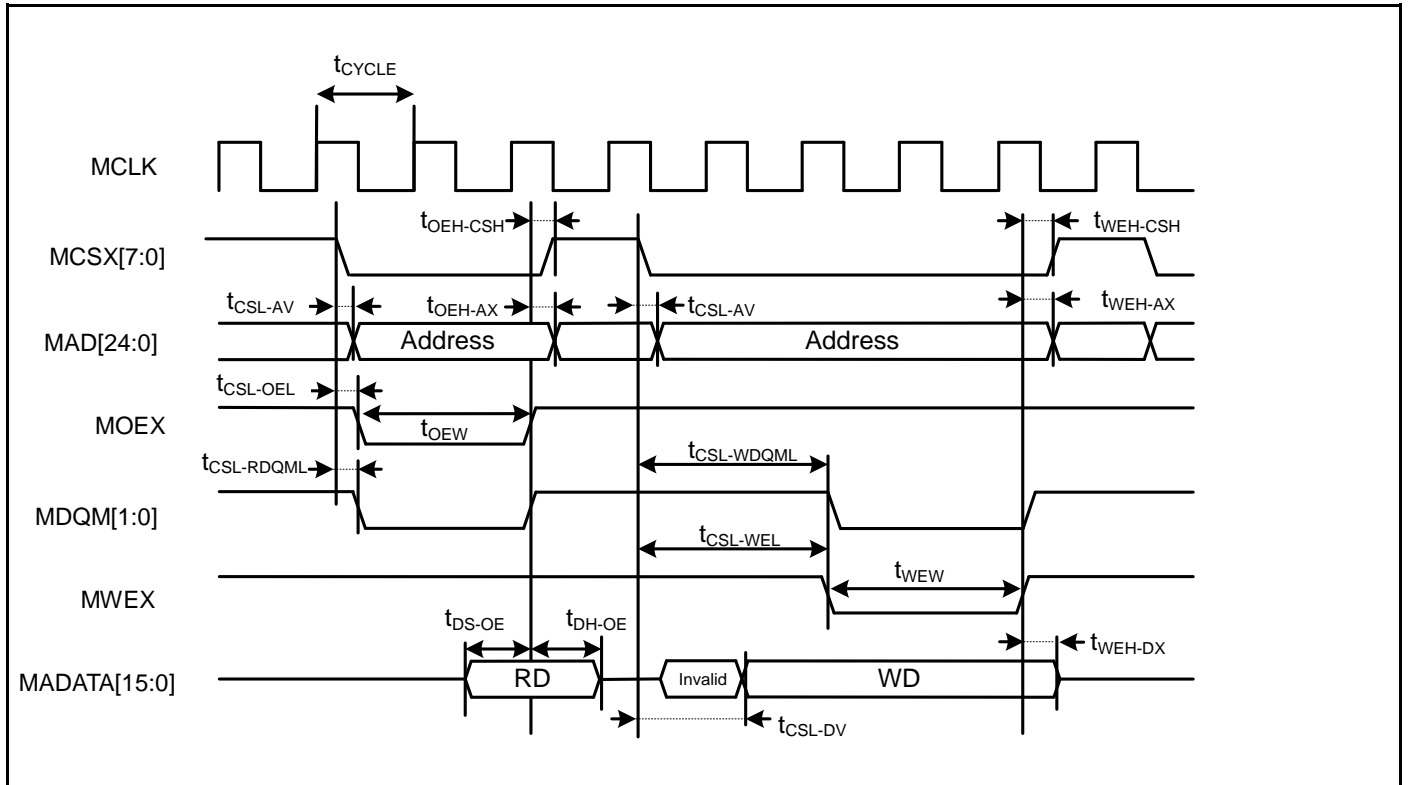 tCYCLE
MCLK
tOEH-CSH
tWEH-CSH
MCSX[7:0]
tCSL-AV
tOEH-AX
tCSL-AV
tWEH-AX
MAD[24:0]
Address
Address
tCSL-OEL
MOEX
tOEW
tCSL-RDQML
tCSL-WDQML
MDQM[1:0]
tCSL-WEL
tWEW
MWEX
tDS-OE
tDH-OE
tWEH-DX
MADATA[15:0]
RD
Invalid
WD
tCSL-DV